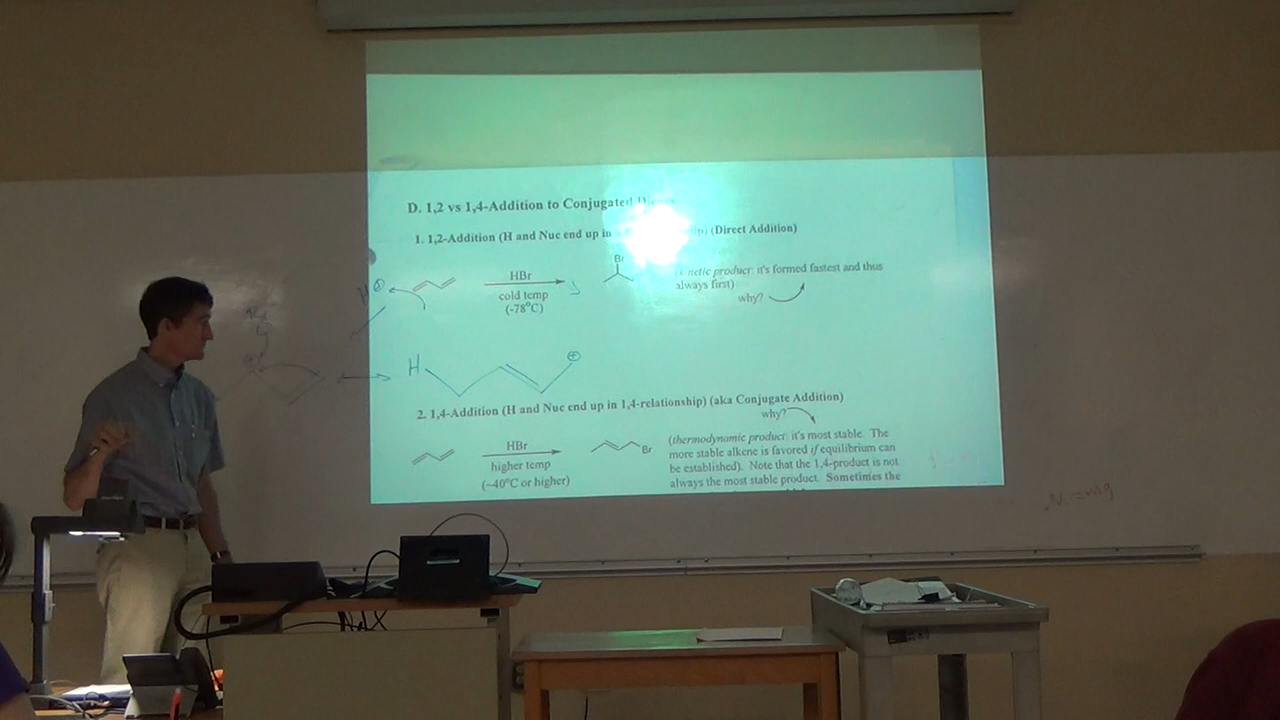 D. 1,2 vs 1,4-Addition to Conjugated
1. 1,2-Addition (H and Nuc end up in (Direct Addition)
Br
HBr
cold temp
(-78°C)
product: it's formed fastest and thus
always first)
why?
H ⊕
⊕
H
⊕
2. 1,4-Addition (H and Nuc end up in 1,4-relationship) (aka Conjugate Addition)
why?
HBr
higher temp
(~40°C or higher)
Br
(thermodynamic product: it's most stable. The
more stable alkene is favored if equilibrium can
be established). Note that the 1,4-product is not
always the most stable product. Sometimes the
N = mg